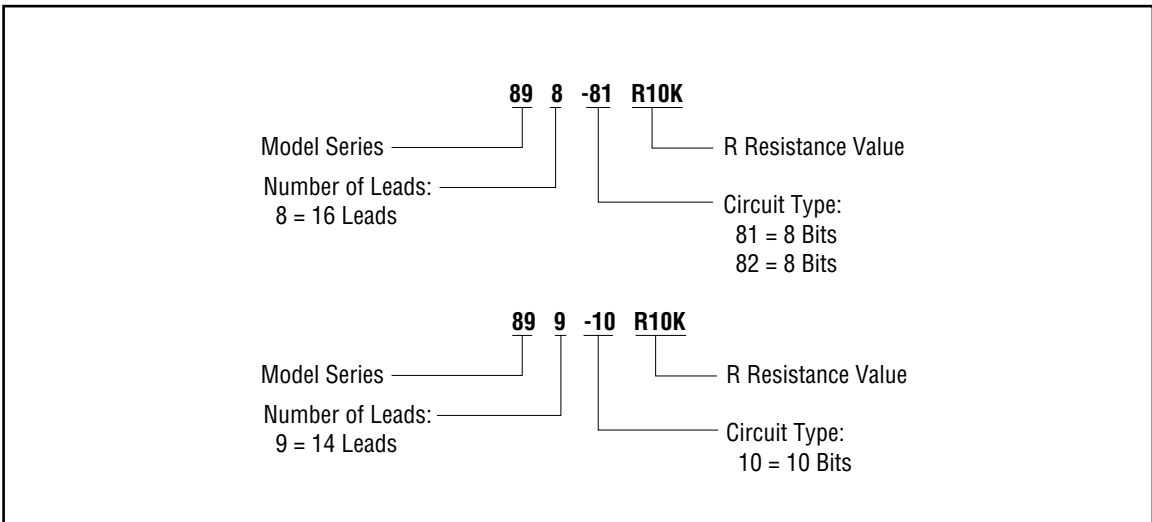 89 8 -81 R10K
Model Series
R Resistance Value
Number of Leads:
8 = 16 Leads
Circuit Type:
81 = 8 Bits
82 = 8 Bits
89 9 -10 R10K
Model Series
R Resistance Value
Number of Leads:
9 = 14 Leads
Circuit Type:
10 = 10 Bits